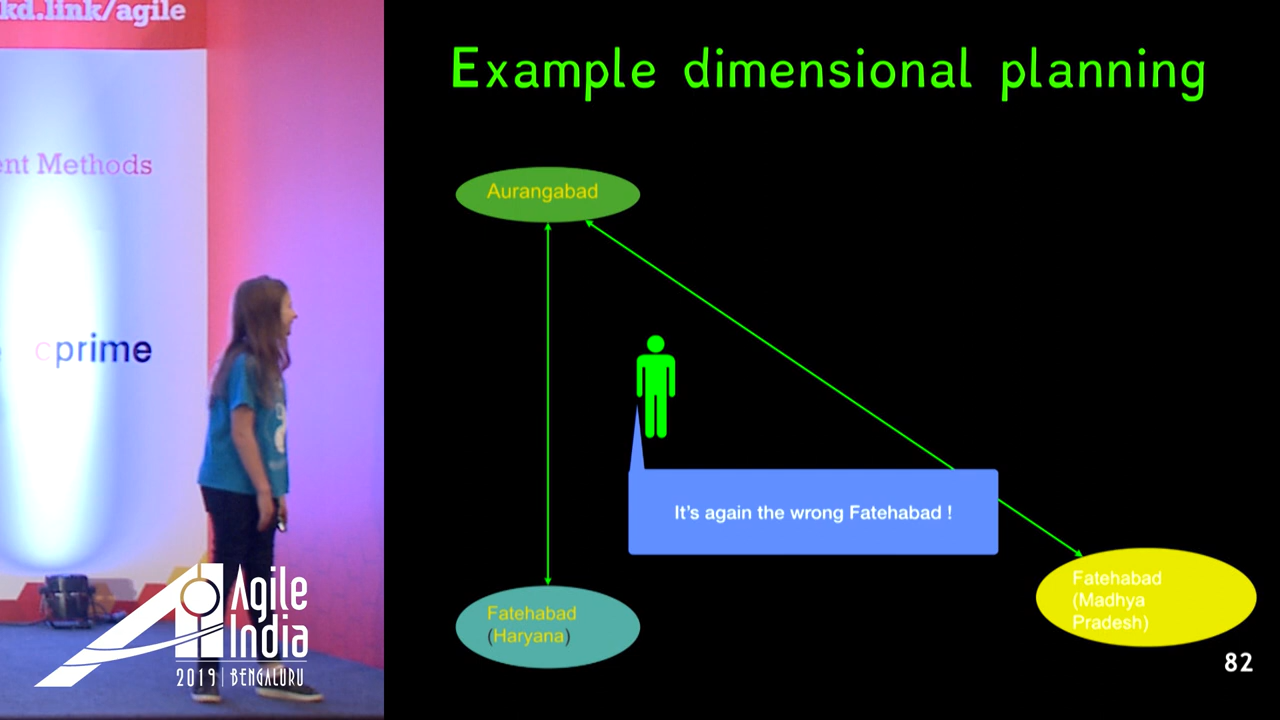 kd.link/agile
ent Methods
cprime
Agile
India
2019 | BENGALURU
Example dimensional planning
Aurangabad
It's again the wrong Fatehabad !
Fatehabad
(Haryana)
Fatehabad
(Madhya
Pradesh)
82